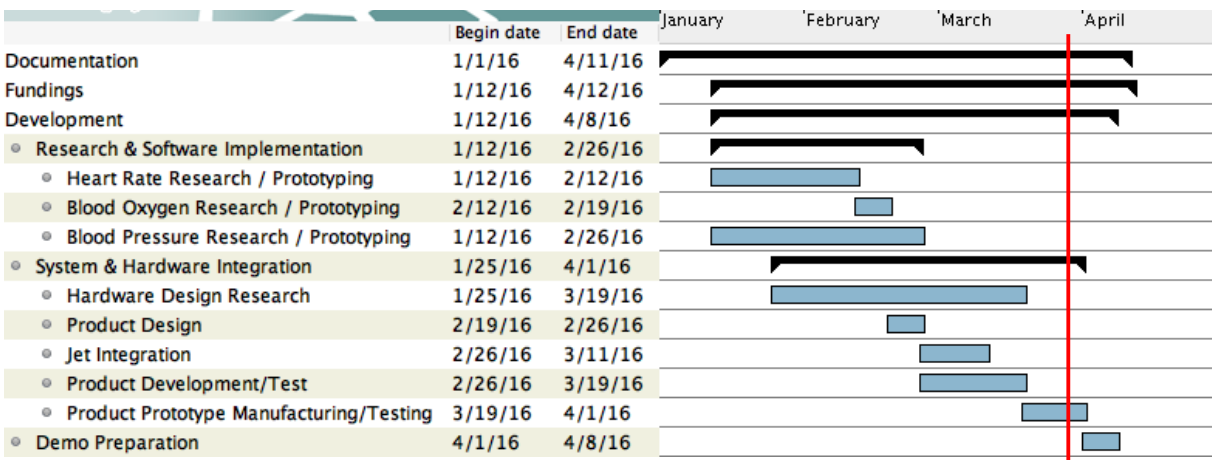 January 'February 'March 'April
Begin date End date
Documentation 1/1/16 4/11/16
Fundings 1/12/16 4/12/16
Development 1/12/16 4/8/16
Research & Software Implementation 1/12/16 2/26/16
Heart Rate Research / Prototyping 1/12/16 2/12/16
Blood Oxygen Research / Prototyping 2/12/16 2/19/16
Blood Pressure Research / Prototyping 1/12/16 2/26/16
System & Hardware Integration 1/25/16 4/1/16
Hardware Design Research 1/25/16 3/19/16
Product Design 2/19/16 2/26/16
Jet Integration 2/26/16 3/11/16
Product Development/Test 2/26/16 3/19/16
Product Prototype Manufacturing/Testing 3/19/16 4/1/16
Demo Preparation 4/1/16 4/8/16